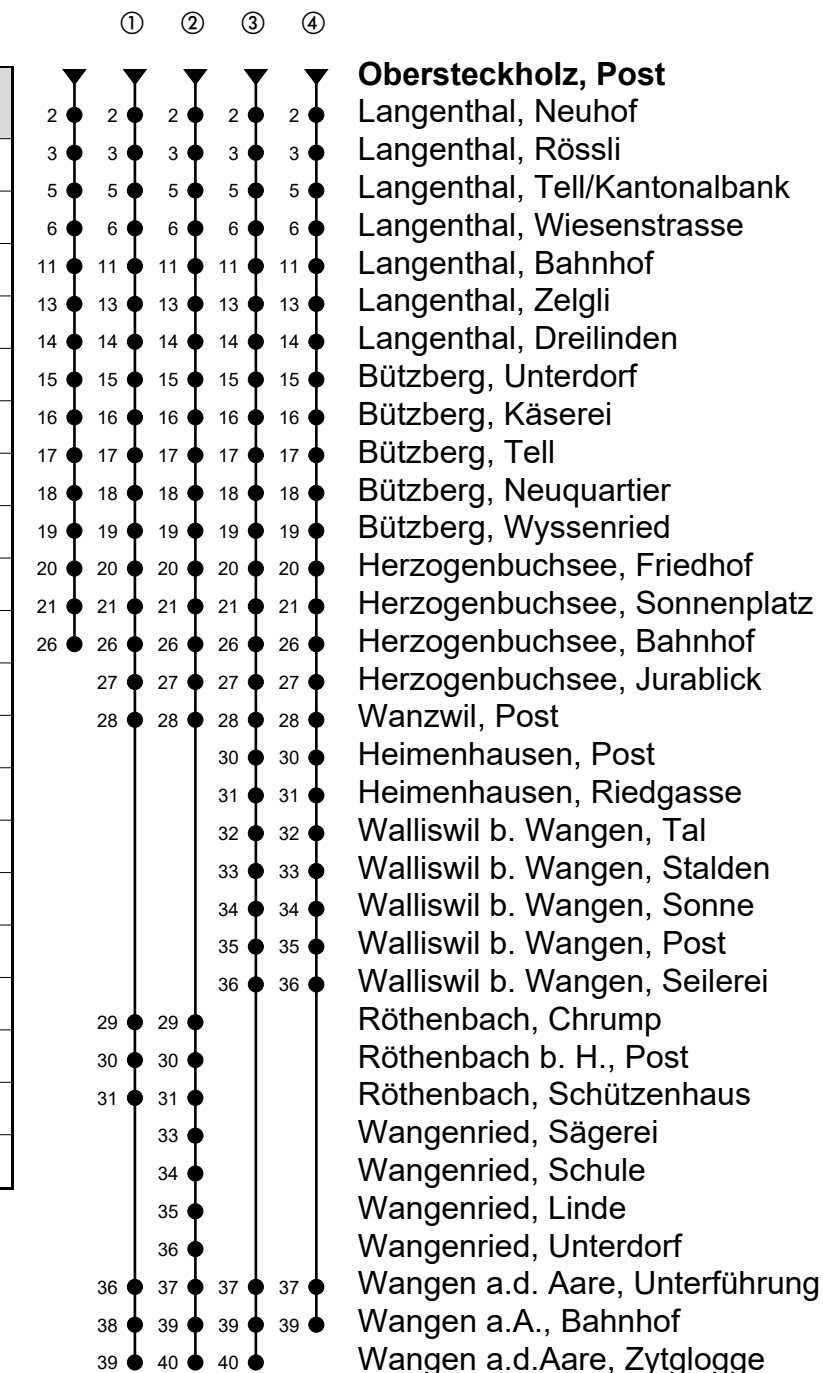 ① ② ③ ④
Obersteckholz, Post
2 2 2 2 2 Langenthal, Neuhof
3 3 3 3 3 Langenthal, Rössli
5 5 5 5 5 Langenthal, Tell/Kantonalbank
6 6 6 6 6 Langenthal, Wiesenstrasse
11 11 11 11 11 Langenthal, Bahnhof
13 13 13 13 13 Langenthal, Zelgli
14 14 14 14 14 Langenthal, Dreilinden
15 15 15 15 15 Bützberg, Unterdorf
16 16 16 16 16 Bützberg, Käserei
17 17 17 17 17 Bützberg, Tell
18 18 18 18 18 Bützberg, Neuquartier
19 19 19 19 19 Bützberg, Wyssenried
20 20 20 20 20 Herzogenbuchsee, Friedhof
21 21 21 21 21 Herzogenbuchsee, Sonnenplatz
26 26 26 26 26 Herzogenbuchsee, Bahnhof
27 27 27 27 Herzogenbuchsee, Jurablick
28 28 28 28 Wanzwil, Post
30 30 Heimenhausen, Post
31 31 Heimenhausen, Riedgasse
32 32 Walliswil b. Wangen, Tal
33 33 Walliswil b. Wangen, Stalden
34 34 Walliswil b. Wangen, Sonne
35 35 Walliswil b. Wangen, Post
36 36 Walliswil b. Wangen, Seilerei
29 29 Röthenbach, Chrump
30 30 Röthenbach b. H., Post
31 31 Röthenbach, Schützenhaus
33 Wangenried, Sägerei
34 Wangenried, Schule
35 Wangenried, Linde
36 Wangenried, Unterdorf
36 37 37 37 Wangen a.d. Aare, Unterführung
38 39 39 39 Wangen a.A., Bahnhof
39 40 40 Wangen a.d.Aare, Zytglogge